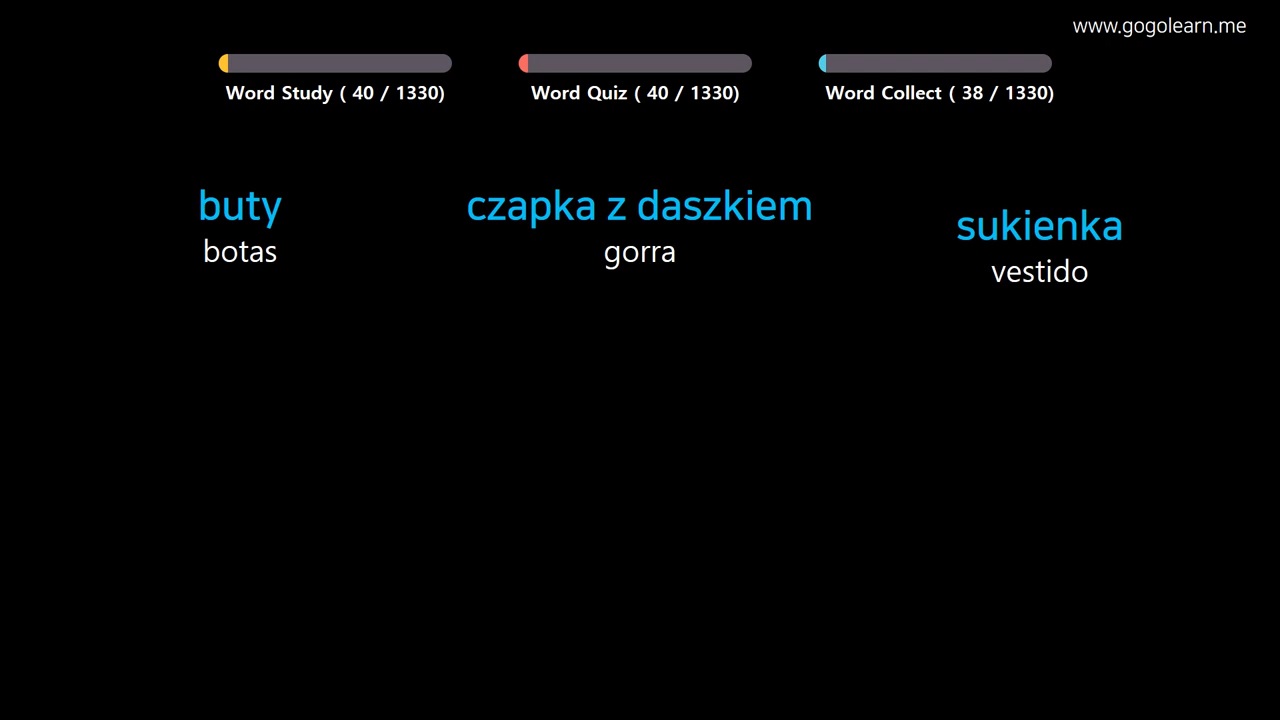 www.gogolearn.me
Word Study ( 40 / 1330)
Word Quiz ( 40 / 1330)
Word Collect ( 38 / 1330)
buty
botas
czapka z daszkiem
gorra
sukienka
vestido